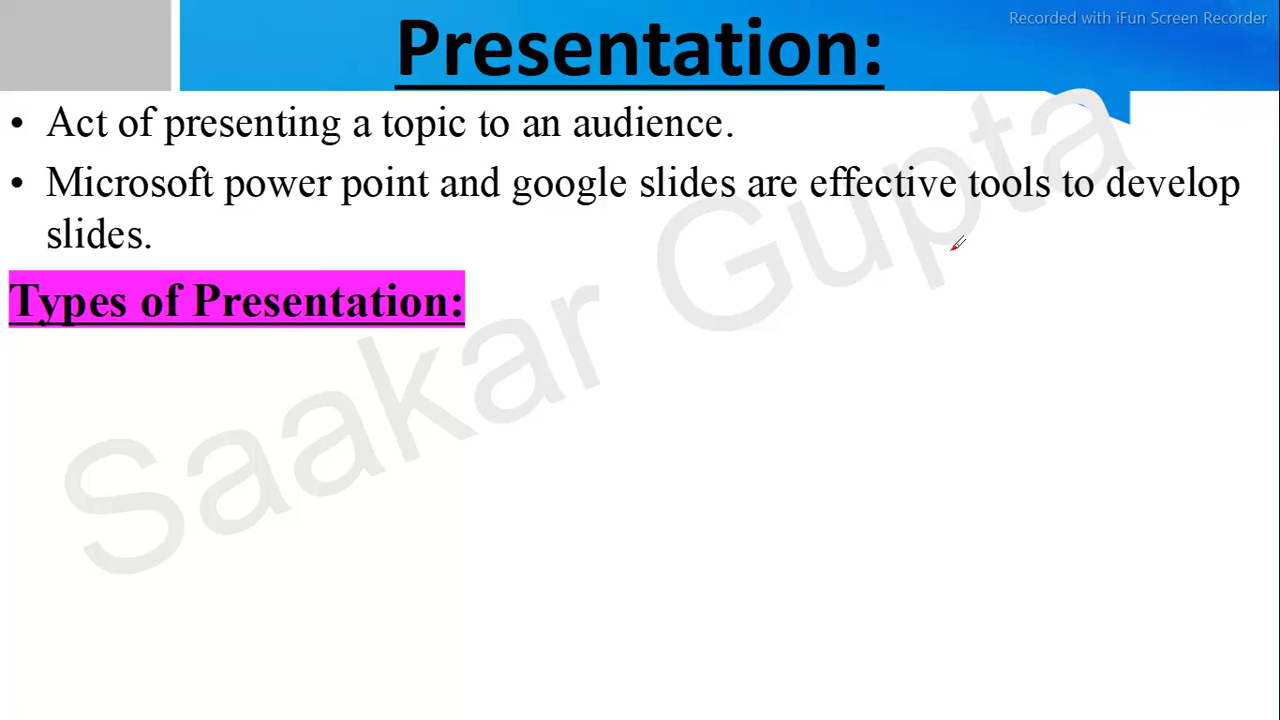 Recorded with iFun Screen Recorder
Presentation:
• Act of presenting a topic to an audience.
• Microsoft power point and google slides are effective tools to develop
slides.
Types of Presentation:
Saakar Gupta